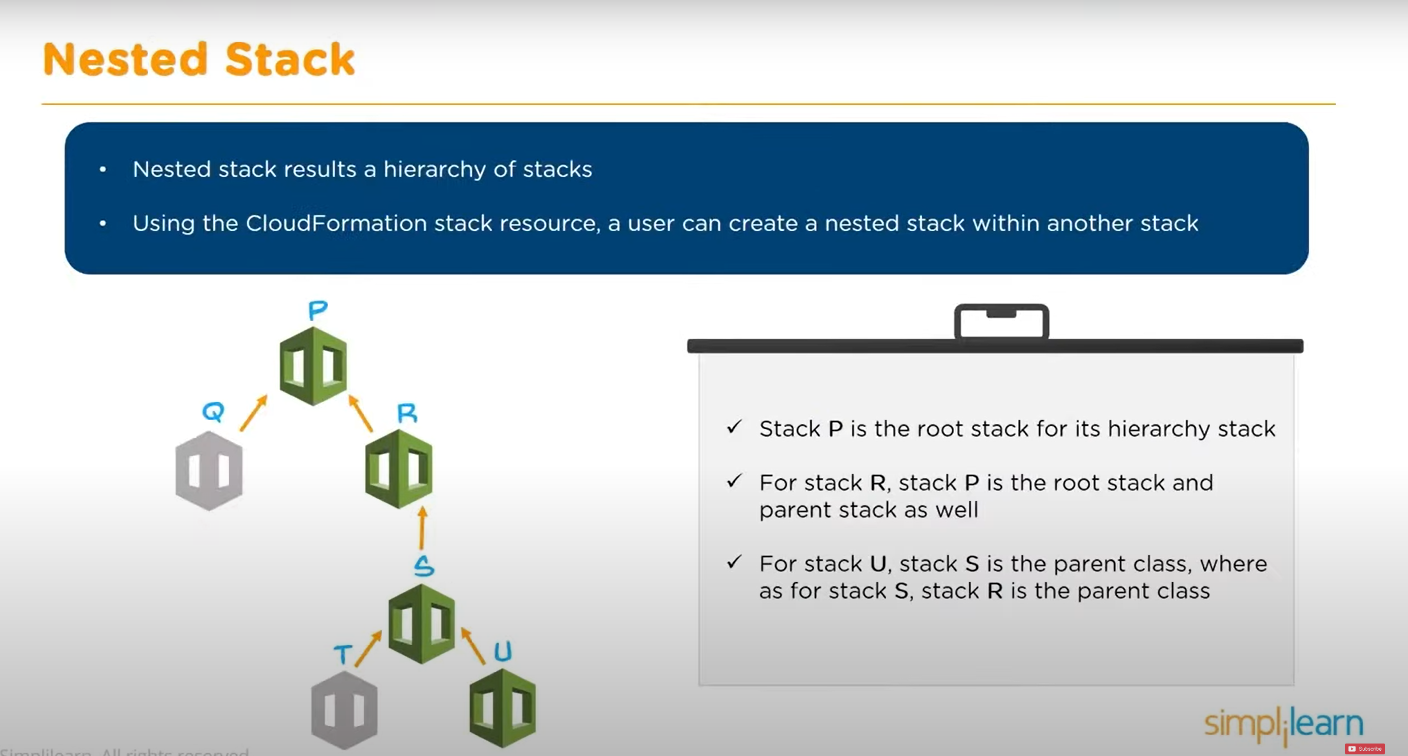 Nested Stack
• Nested stack results a hierarchy of stacks
• Using the CloudFormation stack resource, a user can create a nested stack within another stack
P
Q
R
S
T
U
✓ Stack P is the root stack for its hierarchy stack
✓ For stack R, stack P is the root stack and
parent stack as well
✓ For stack U, stack S is the parent class, where
as for stack S, stack R is the parent class
simplilearn
Subscribe
Simplilearn. All rights reserved